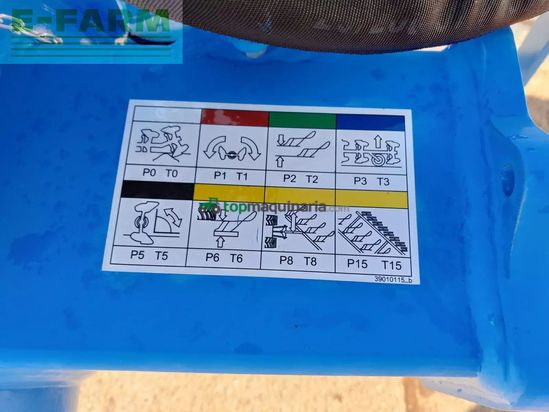 E-FARM
P0 T0
P1 T1
P2 T2
P3 T3
topmaquinaria.com
P5 T5
P6 T6
P8 T8
P15 T15
39010115_b